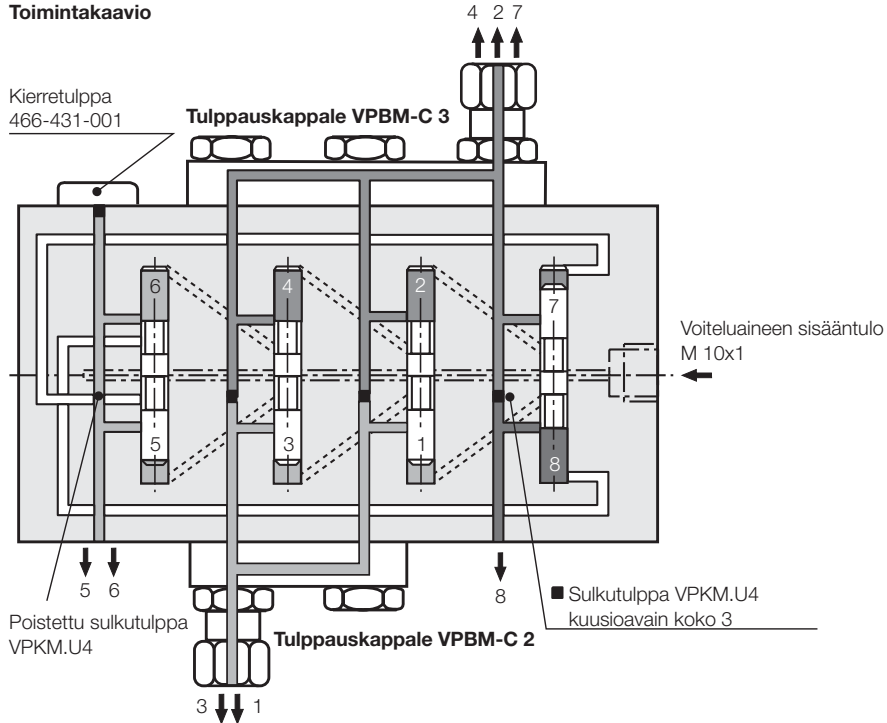 Toimintakaavio
4 2 7
Kierretulppa
466-431-001
Tulppauskappale VPBM-C 3
6 4 2 7
Voiteluaineen sisääntulo
M 10x1
5 3 1 8
5 6
8
Poistettu sulkutulppa
VPKM.U4
Sulkutulppa VPKM.U4
kuusioavain koko 3
Tulppauskappale VPBM-C 2
3 1